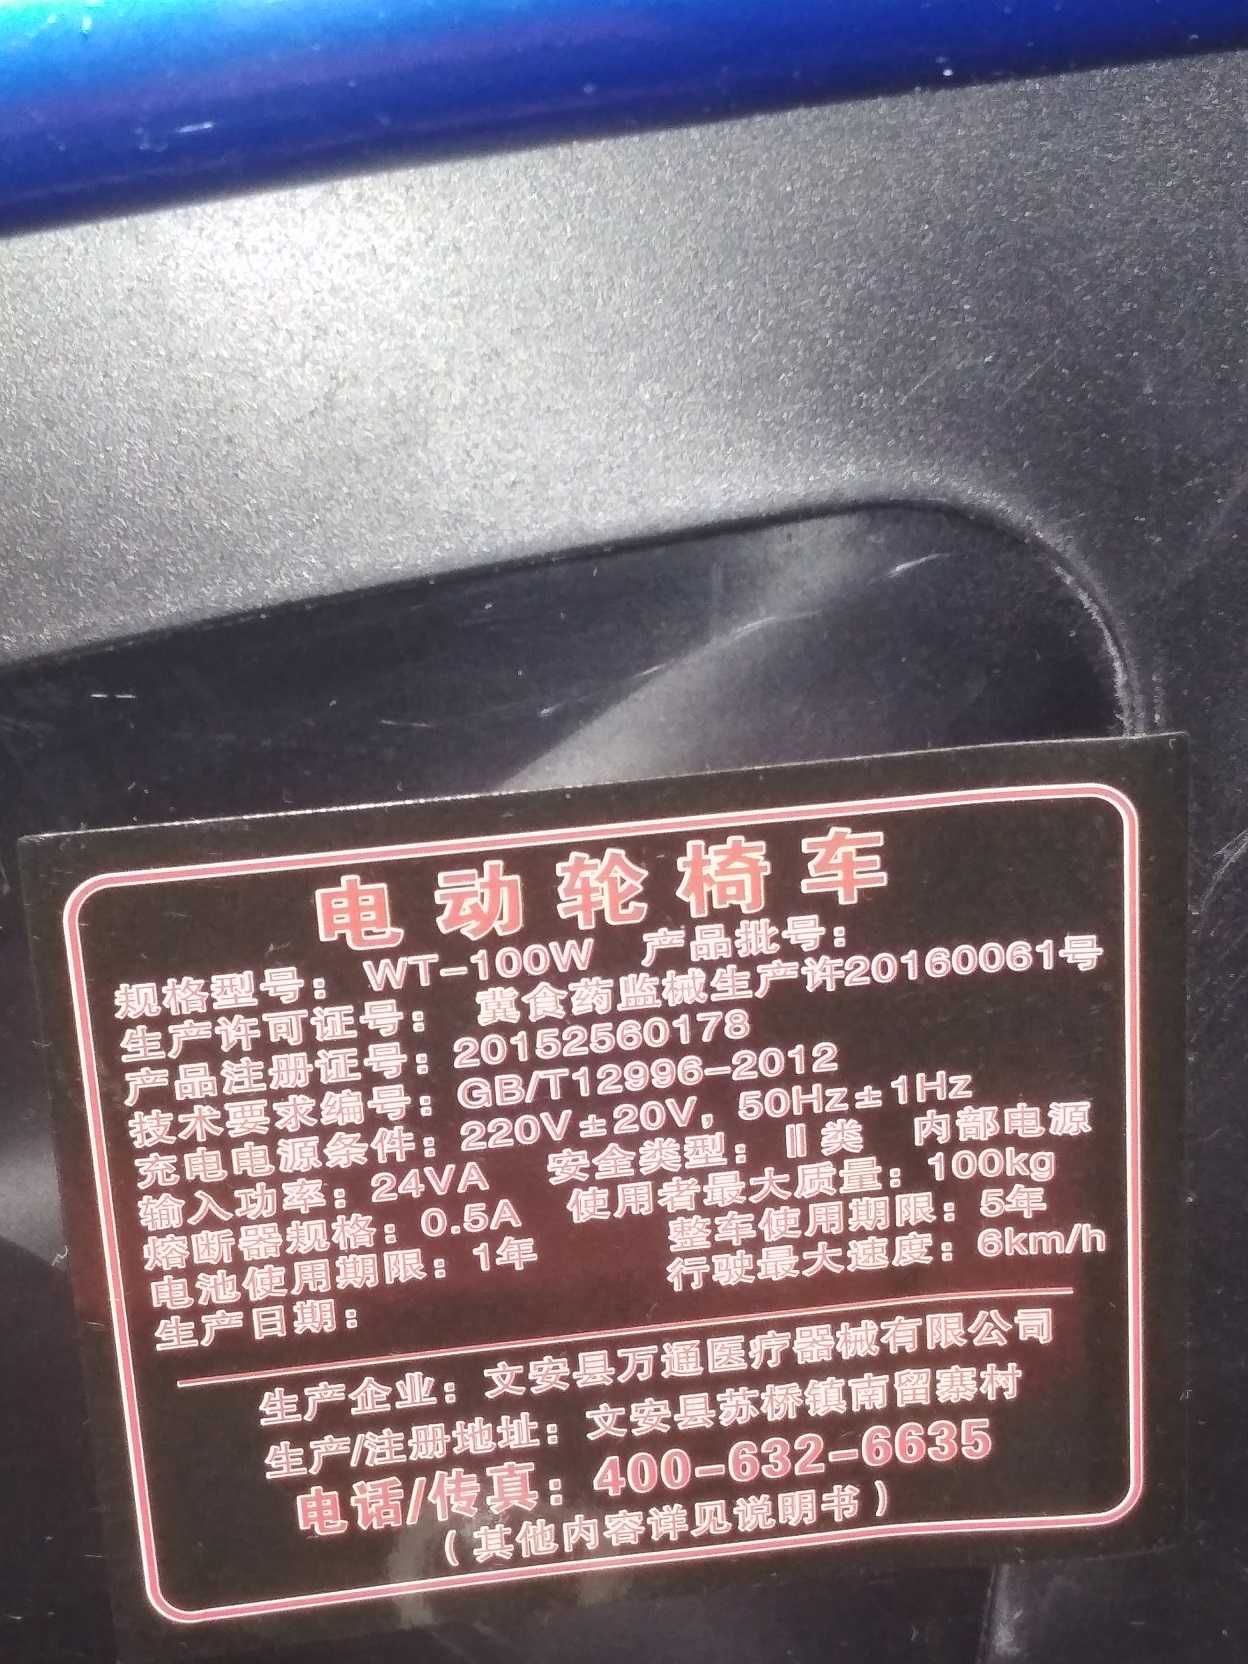 电动轮椅车
规格型号：WT-100W 产品批号：
生产许可证号：冀食药监械生产许20160061号
产品注册证号：20152560178
技术要求编号：GB/T12996-2012
充电电源条件：220V±20V，50Hz±1Hz
输入功率：24VA 安全类型：Ⅱ类 内部电源
熔断器规格：0.5A 使用者最大质量：100kg
电池使用期限：1年 整车使用期限：5年
生产日期： 行驶最大速度：6km/h
生产企业：文安县万通医疗器械有限公司
生产/注册地址：文安县苏桥镇南留寨村
电话/传真：400-632-6635
（其他内容详见说明书）